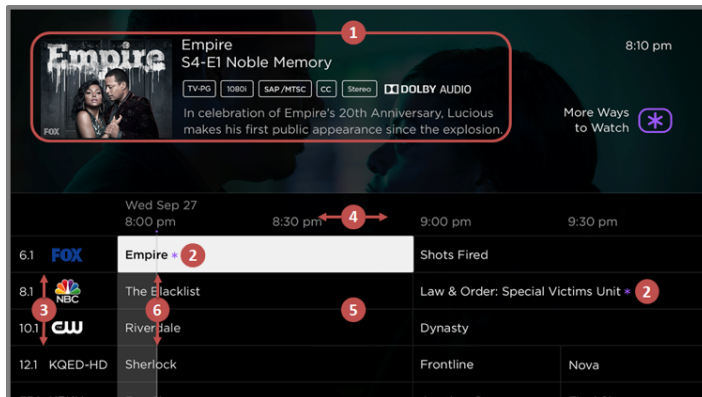 1
Empire
Empire
S4-E1 Noble Memory
8:10 pm
TV-PG 1080i SAP/MTSC CC Stereo DOLBY AUDIO
In celebration of Empire's 20th Anniversary, Lucious
makes his first public appearance since the explosion.
FOX
More Ways
to Watch
Wed Sep 27
8:00 pm 8:30 pm 4 9:00 pm 9:30 pm
6.1 FOX Empire * 2 Shots Fired
8.1 NBC The Blacklist Law & Order: Special Victims Unit * 2
3 6 5
10.1 CW Riverdale Dynasty
12.1 KQED-HD Sherlock Frontline Nova